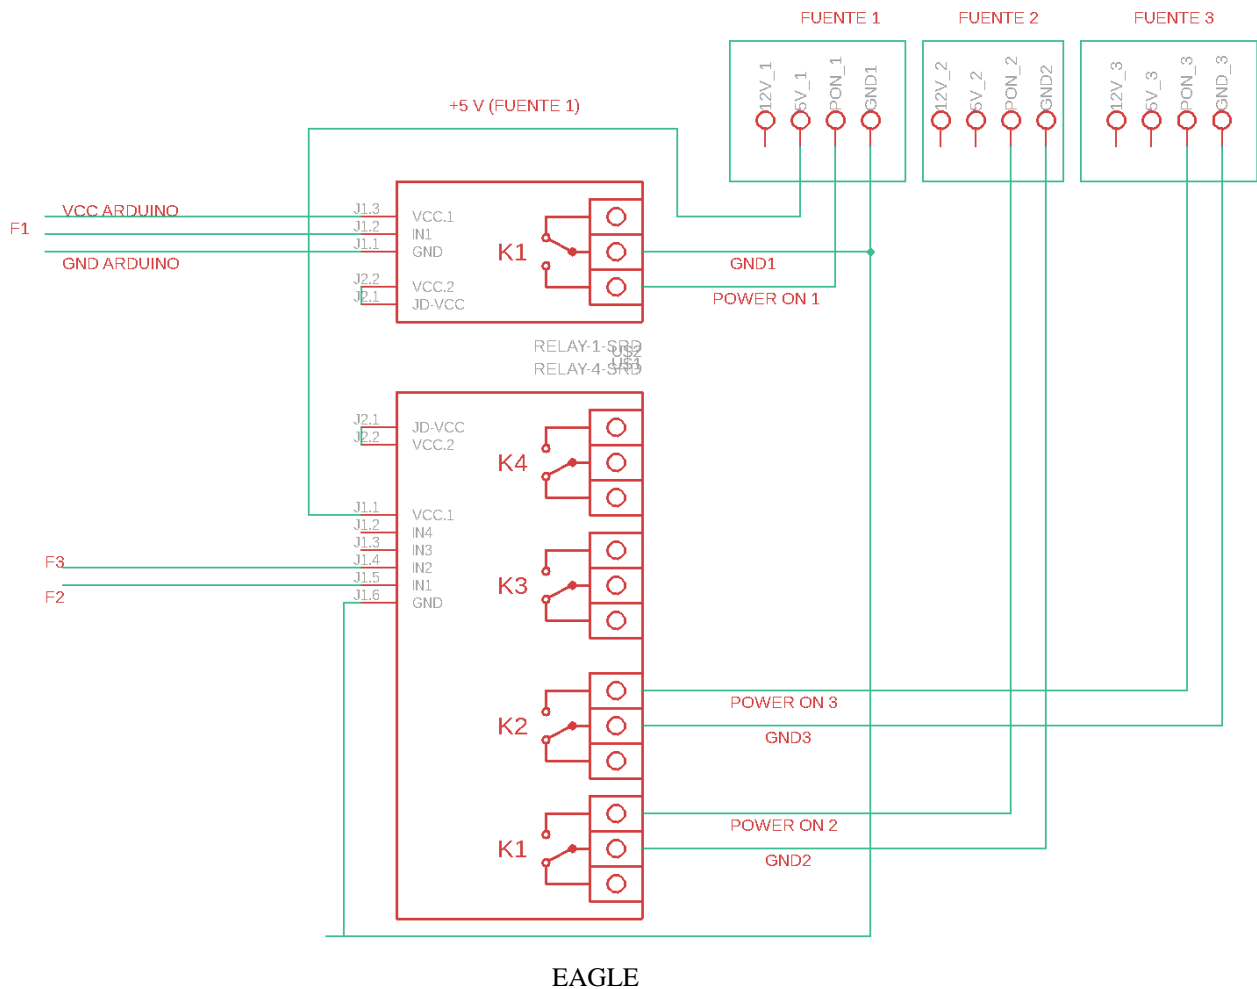 FUENTE 1
FUENTE 2
FUENTE 3
12V_1
5V_1
PON_1
GND1
12V_2
5V_2
PON_2
GND2
12V_3
5V_3
PON_3
GND_3
+5 V (FUENTE 1)
VCC ARDUINO
F1
GND ARDUINO
J1.3
J1.2
J1.1
J2.2
J2.1
VCC.1
IN1
GND
VCC.2
JD-VCC
K1
GND1
POWER ON 1
RELAY-1-SRD
US2
US1
RELAY-4-SRD
J2.1
J2.2
JD-VCC
VCC.2
K4
J1.1
J1.2
J1.3
J1.4
J1.5
J1.6
VCC.1
IN4
IN3
IN2
IN1
GND
F3
F2
K3
K2
POWER ON 3
GND3
K1
POWER ON 2
GND2
EAGLE